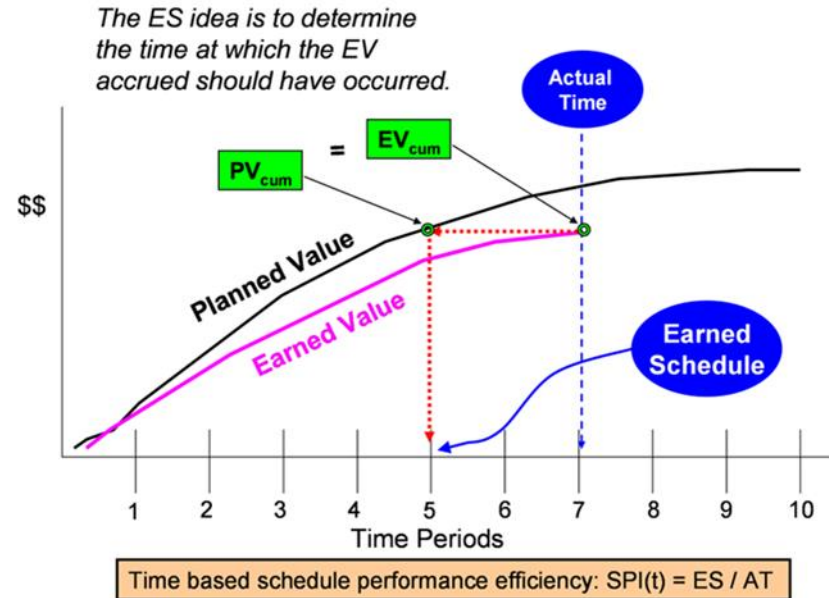 The ES idea is to determine
the time at which the EV
accrued should have occurred.
Actual
Time
PVcum
=
EVcum
$$
Planned Value
Earned Value
Earned
Schedule
1 2 3 4 5 6 7 8 9 10
Time Periods
Time based schedule performance efficiency: SPI(t) = ES / AT